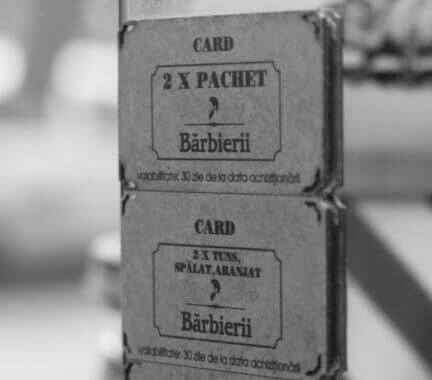 CARD
2 X PACHET
Bărbierii
valabilitate: 30 zile de la data achiziționării
CARD
2 X TUNS,
SPĂLAT,ARANJAT
Bărbierii
valabilitate: 30 zile de la data achiziționării